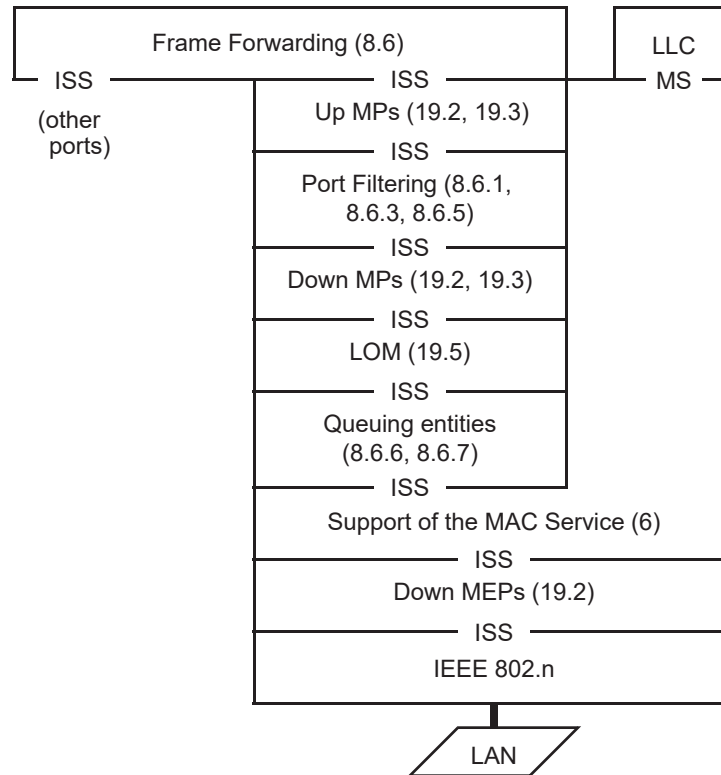 Frame Forwarding (8.6)
LLC
ISS
ISS
MS
(other
ports)
Up MPs (19.2, 19.3)
ISS
Port Filtering (8.6.1,
8.6.3, 8.6.5)
ISS
Down MPs (19.2, 19.3)
ISS
LOM (19.5)
ISS
Queuing entities
(8.6.6, 8.6.7)
ISS
Support of the MAC Service (6)
ISS
Down MEPs (19.2)
ISS
IEEE 802.n
LAN